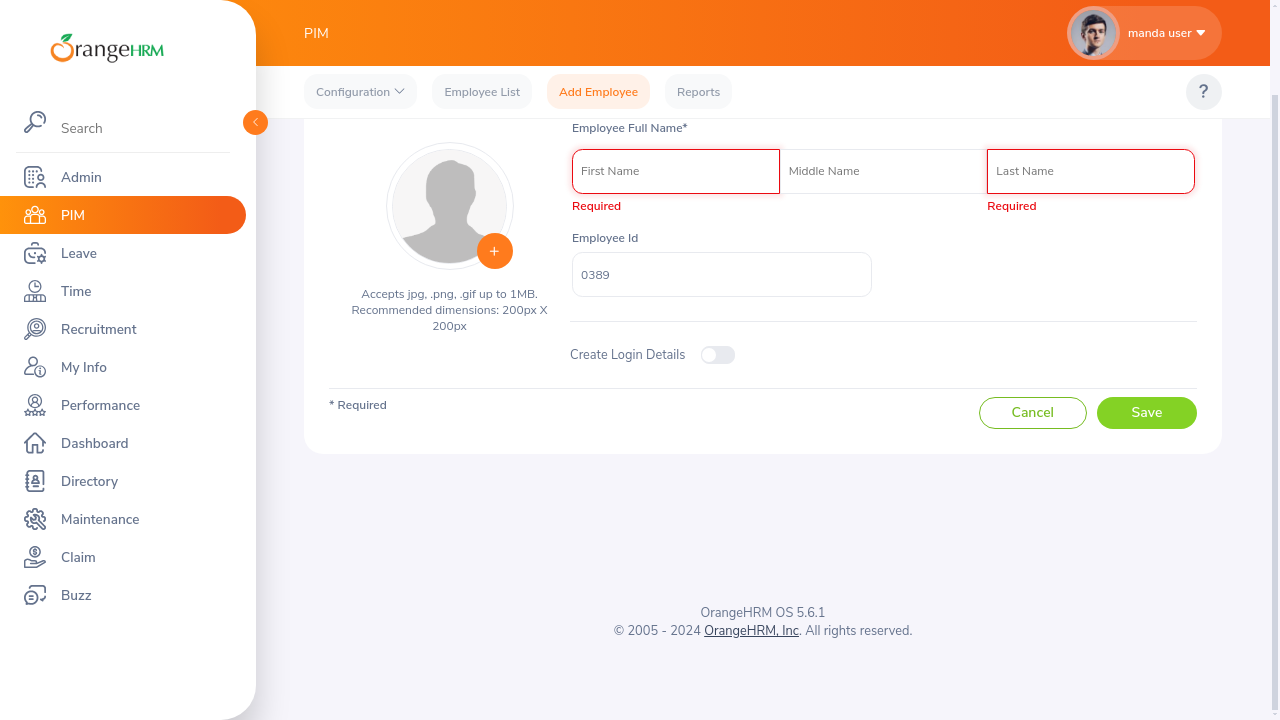 OrangeHRM
Search
Admin
PIM
Leave
Time
Recruitment
My Info
Performance
Dashboard
Directory
Maintenance
Claim
Buzz
PIM
manda user
Configuration
Employee List
Add Employee
Reports
?
Accepts jpg, .png, .gif up to 1MB.
Recommended dimensions: 200px X
200px
Employee Full Name*
First Name
Middle Name
Last Name
Required
Required
Employee Id
0389
Create Login Details
* Required
Cancel
Save
OrangeHRM OS 5.6.1
© 2005 - 2024 OrangeHRM, Inc. All rights reserved.